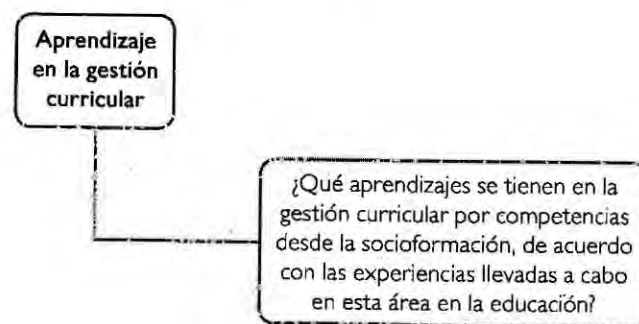 Aprendizaje
en la gestión
curricular
¿Qué aprendizajes se tienen en la
gestión curricular por competencias
desde la socioformación, de acuerdo
con las experiencias llevadas a cabo
en esta área en la educación?